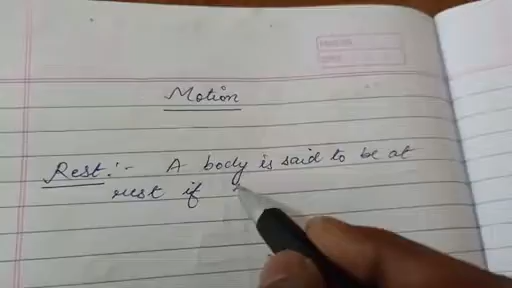 Motion
Rest :- A body is said to be at
rest if